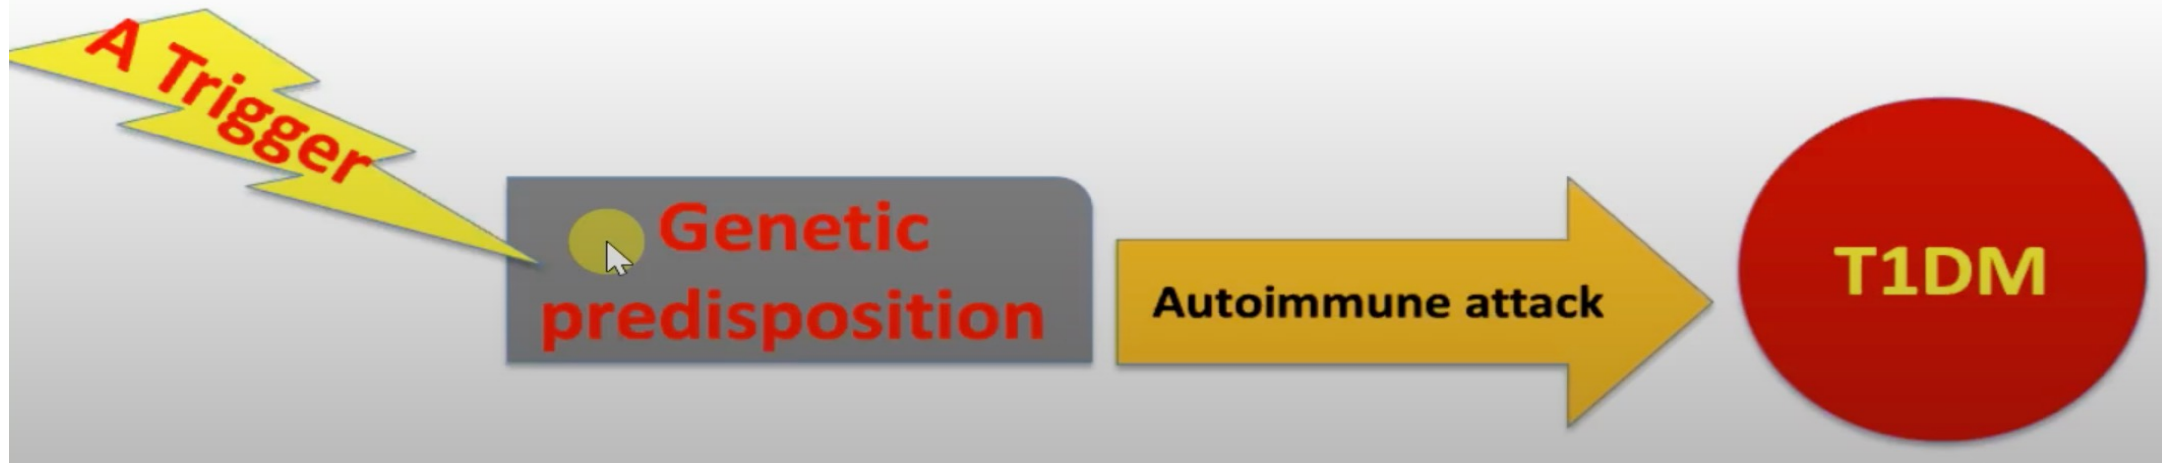 A Trigger
Genetic
predisposition
Autoimmune attack
T1DM